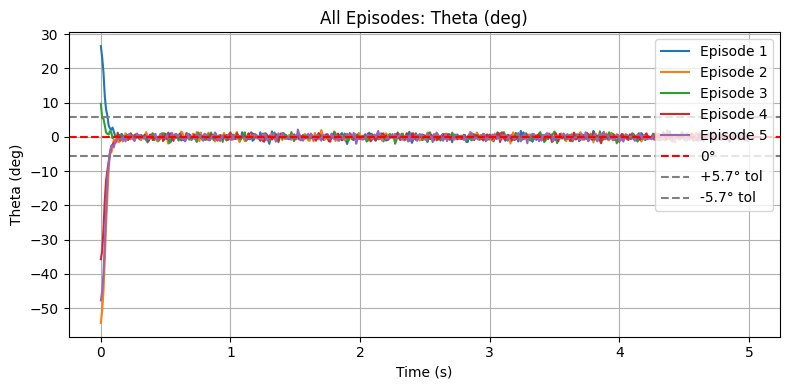 All Episodes: Theta (deg)
Theta (deg)
30
20
10
0
−10
−20
−30
−40
−50
Episode 1
Episode 2
Episode 3
Episode 4
Episode 5
0°
+5.7° tol
-5.7° tol
0 1 2 3 4 5
Time (s)